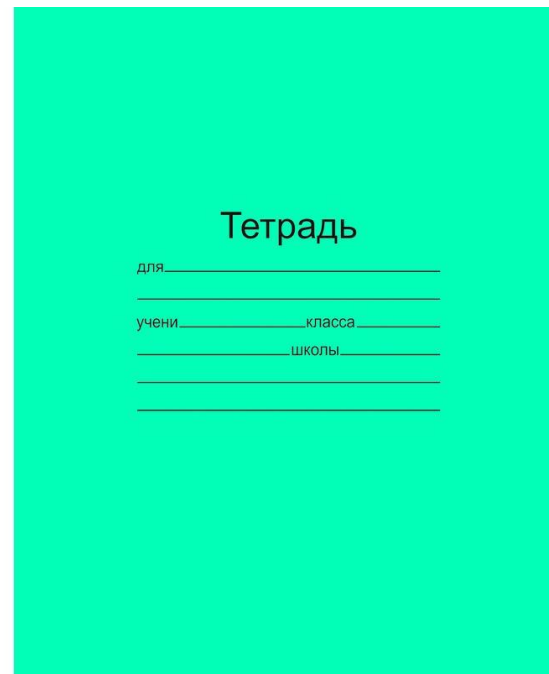 Тетрадь
для
учени класса
школы